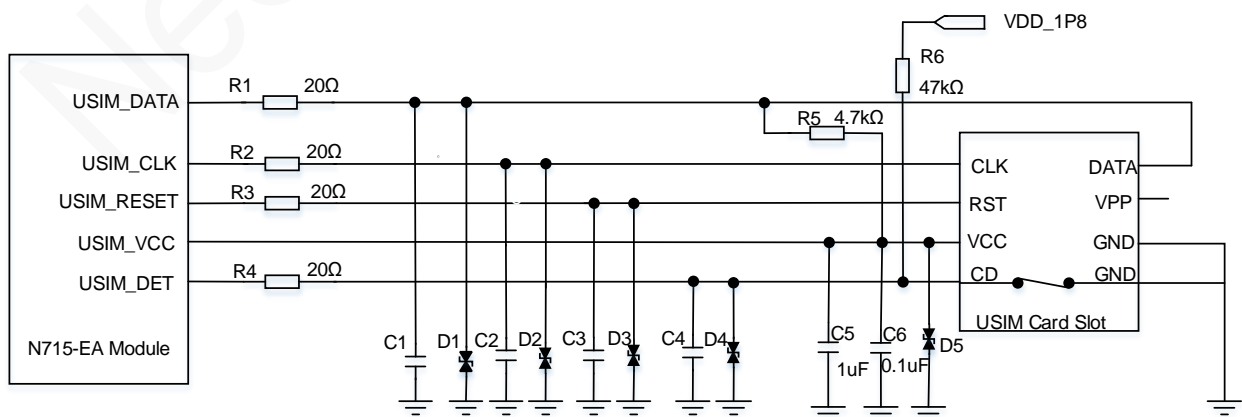 VDD_1P8
R6
47kΩ
R1 20Ω
USIM_DATA
R5 4.7kΩ
R2 20Ω
USIM_CLK
CLK DATA
R3 20Ω
USIM_RESET
RST VPP
USIM_VCC
VCC GND
R4 20Ω
USIM_DET
CD GND
USIM Card Slot
N715-EA Module
C1 D1 C2 D2 C3 D3 C4 D4 C5 C6 D5
1uF 0.1uF